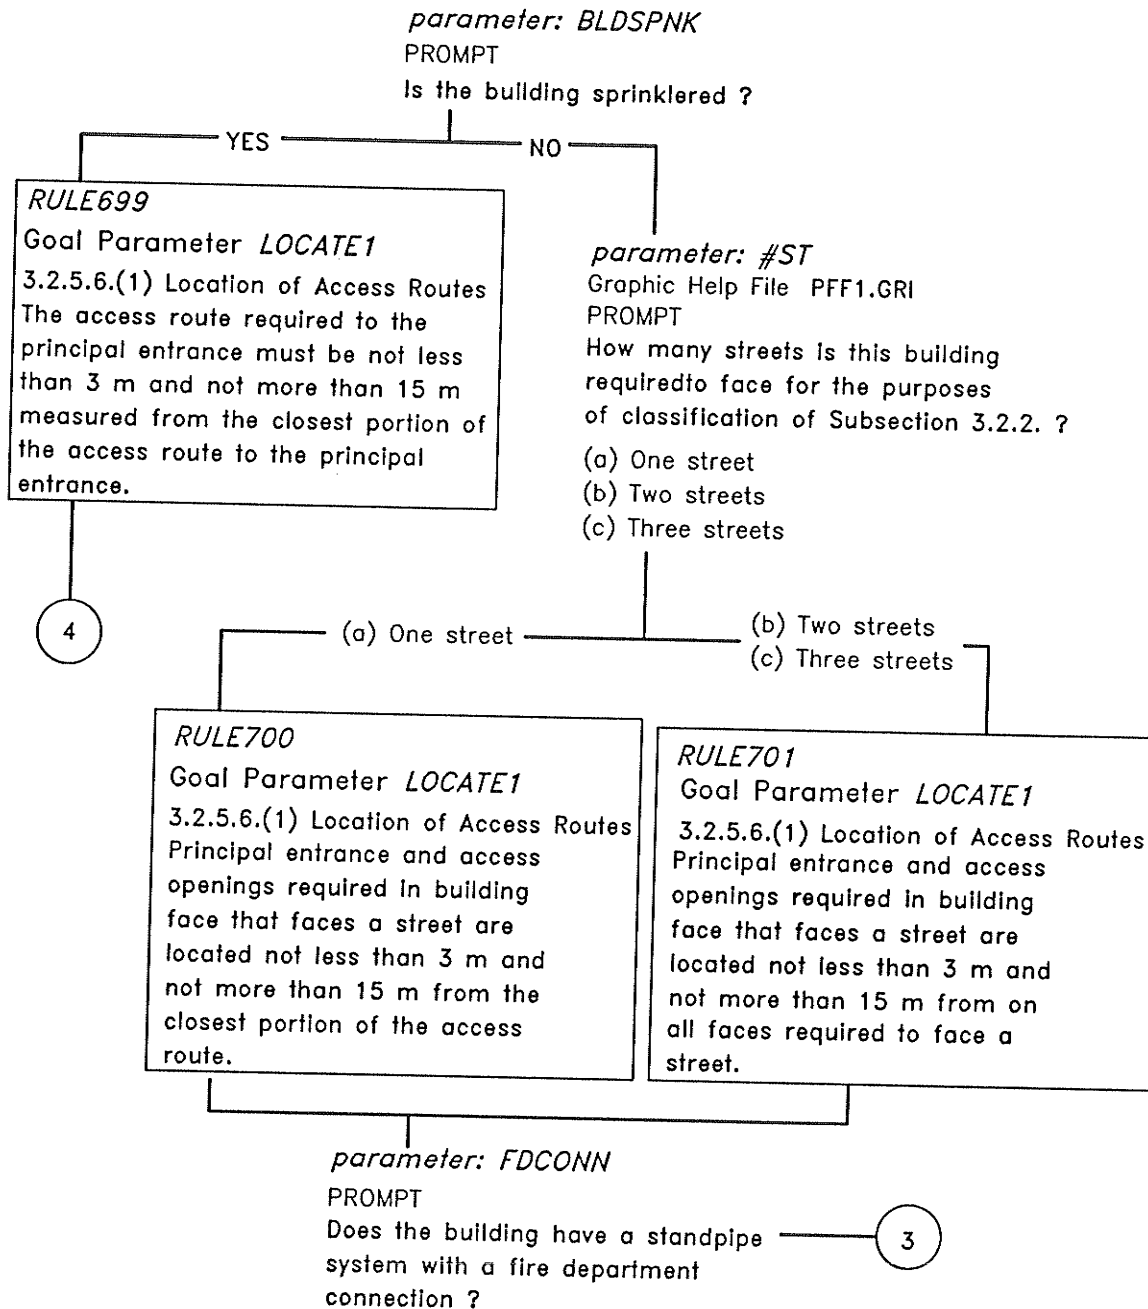 parameter: BLDSPNK
PROMPT
Is the building sprinklered ?
YES
NO
RULE699
Goal Parameter LOCATE1
3.2.5.6.(1) Location of Access Routes
The access route required to the
principal entrance must be not less
than 3 m and not more than 15 m
measured from the closest portion of
the access route to the principal
entrance.
4
parameter: #ST
Graphic Help File PFF1.GRI
PROMPT
How many streets is this building
requiredto face for the purposes
of classification of Subsection 3.2.2. ?
(a) One street
(b) Two streets
(c) Three streets
(a) One street
(b) Two streets
(c) Three streets
RULE700
Goal Parameter LOCATE1
3.2.5.6.(1) Location of Access Routes
Principal entrance and access
openings required in building
face that faces a street are
located not less than 3 m and
not more than 15 m from the
closest portion of the access
route.
RULE701
Goal Parameter LOCATE1
3.2.5.6.(1) Location of Access Routes
Principal entrance and access
openings required in building
face that faces a street are
located not less than 3 m and
not more than 15 m from on
all faces required to face a
street.
parameter: FDCONN
PROMPT
Does the building have a standpipe
system with a fire department
connection ?
3